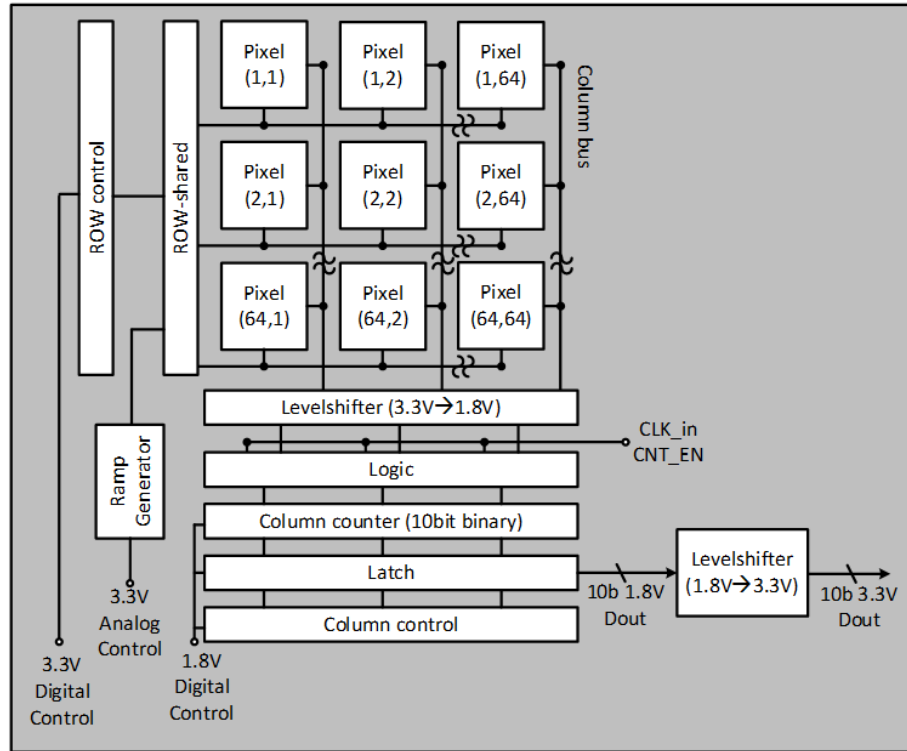 Pixel
(1,1)
Pixel
(1,2)
Pixel
(1,64)
Column bus
ROW control
ROW-shared
Pixel
(2,1)
Pixel
(2,2)
Pixel
(2,64)
Pixel
(64,1)
Pixel
(64,2)
Pixel
(64,64)
Levelshifter (3.3V→1.8V)
CLK_in
CNT_EN
Ramp
Generator
Logic
Column counter (10bit binary)
Latch
Levelshifter
(1.8V→3.3V)
10b 1.8V
Dout
10b 3.3V
Dout
Column control
3.3V
Analog
Control
3.3V
Digital
Control
1.8V
Digital
Control